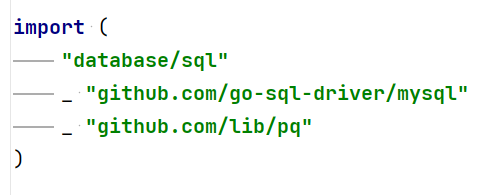 import (
	"database/sql"
	_ "github.com/go-sql-driver/mysql"
	_ "github.com/lib/pq"
)